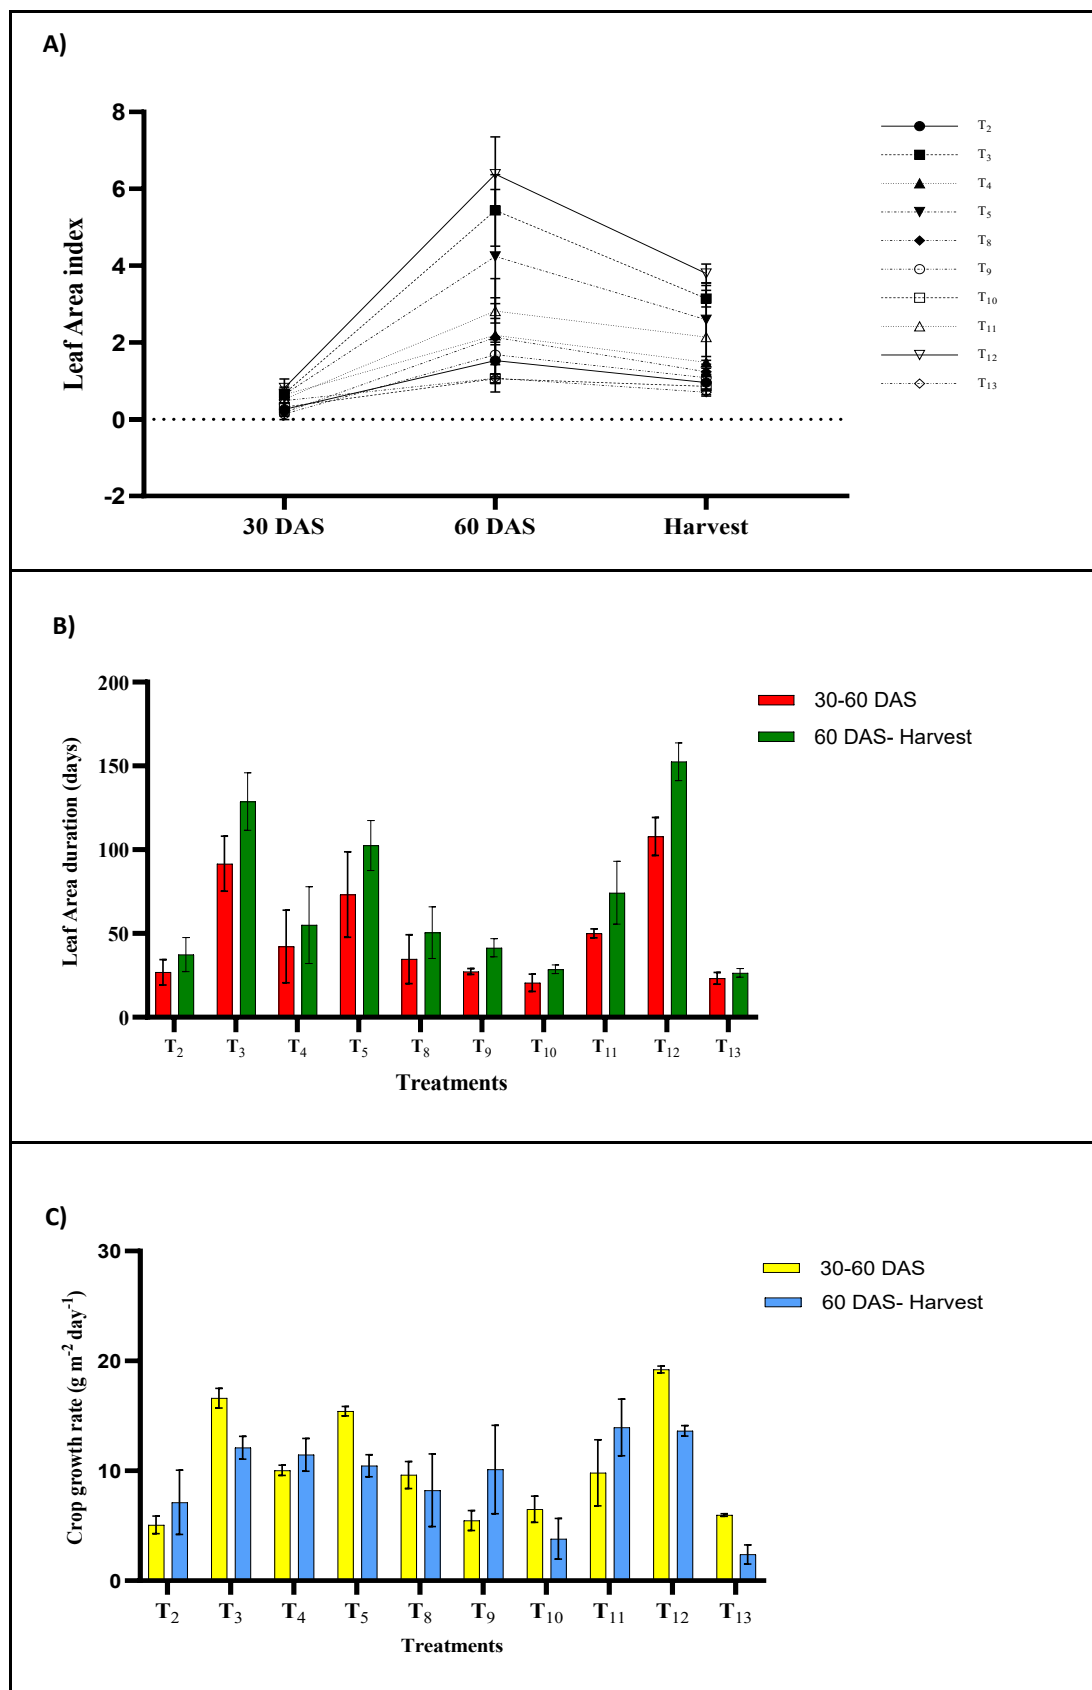 A)
Leaf Area index
8
6
4
2
0
-2
30 DAS 60 DAS Harvest
T2
T3
T4
T5
T8
T9
T10
T11
T12
T13
B)
Leaf Area duration (days)
200
150
100
50
0
T2 T3 T4 T5 T8 T9 T10 T11 T12 T13
Treatments
30-60 DAS
60 DAS- Harvest
C)
Crop growth rate (g m-2 day-1)
30
20
10
0
T2 T3 T4 T5 T8 T9 T10 T11 T12 T13
Treatments
30-60 DAS
60 DAS- Harvest